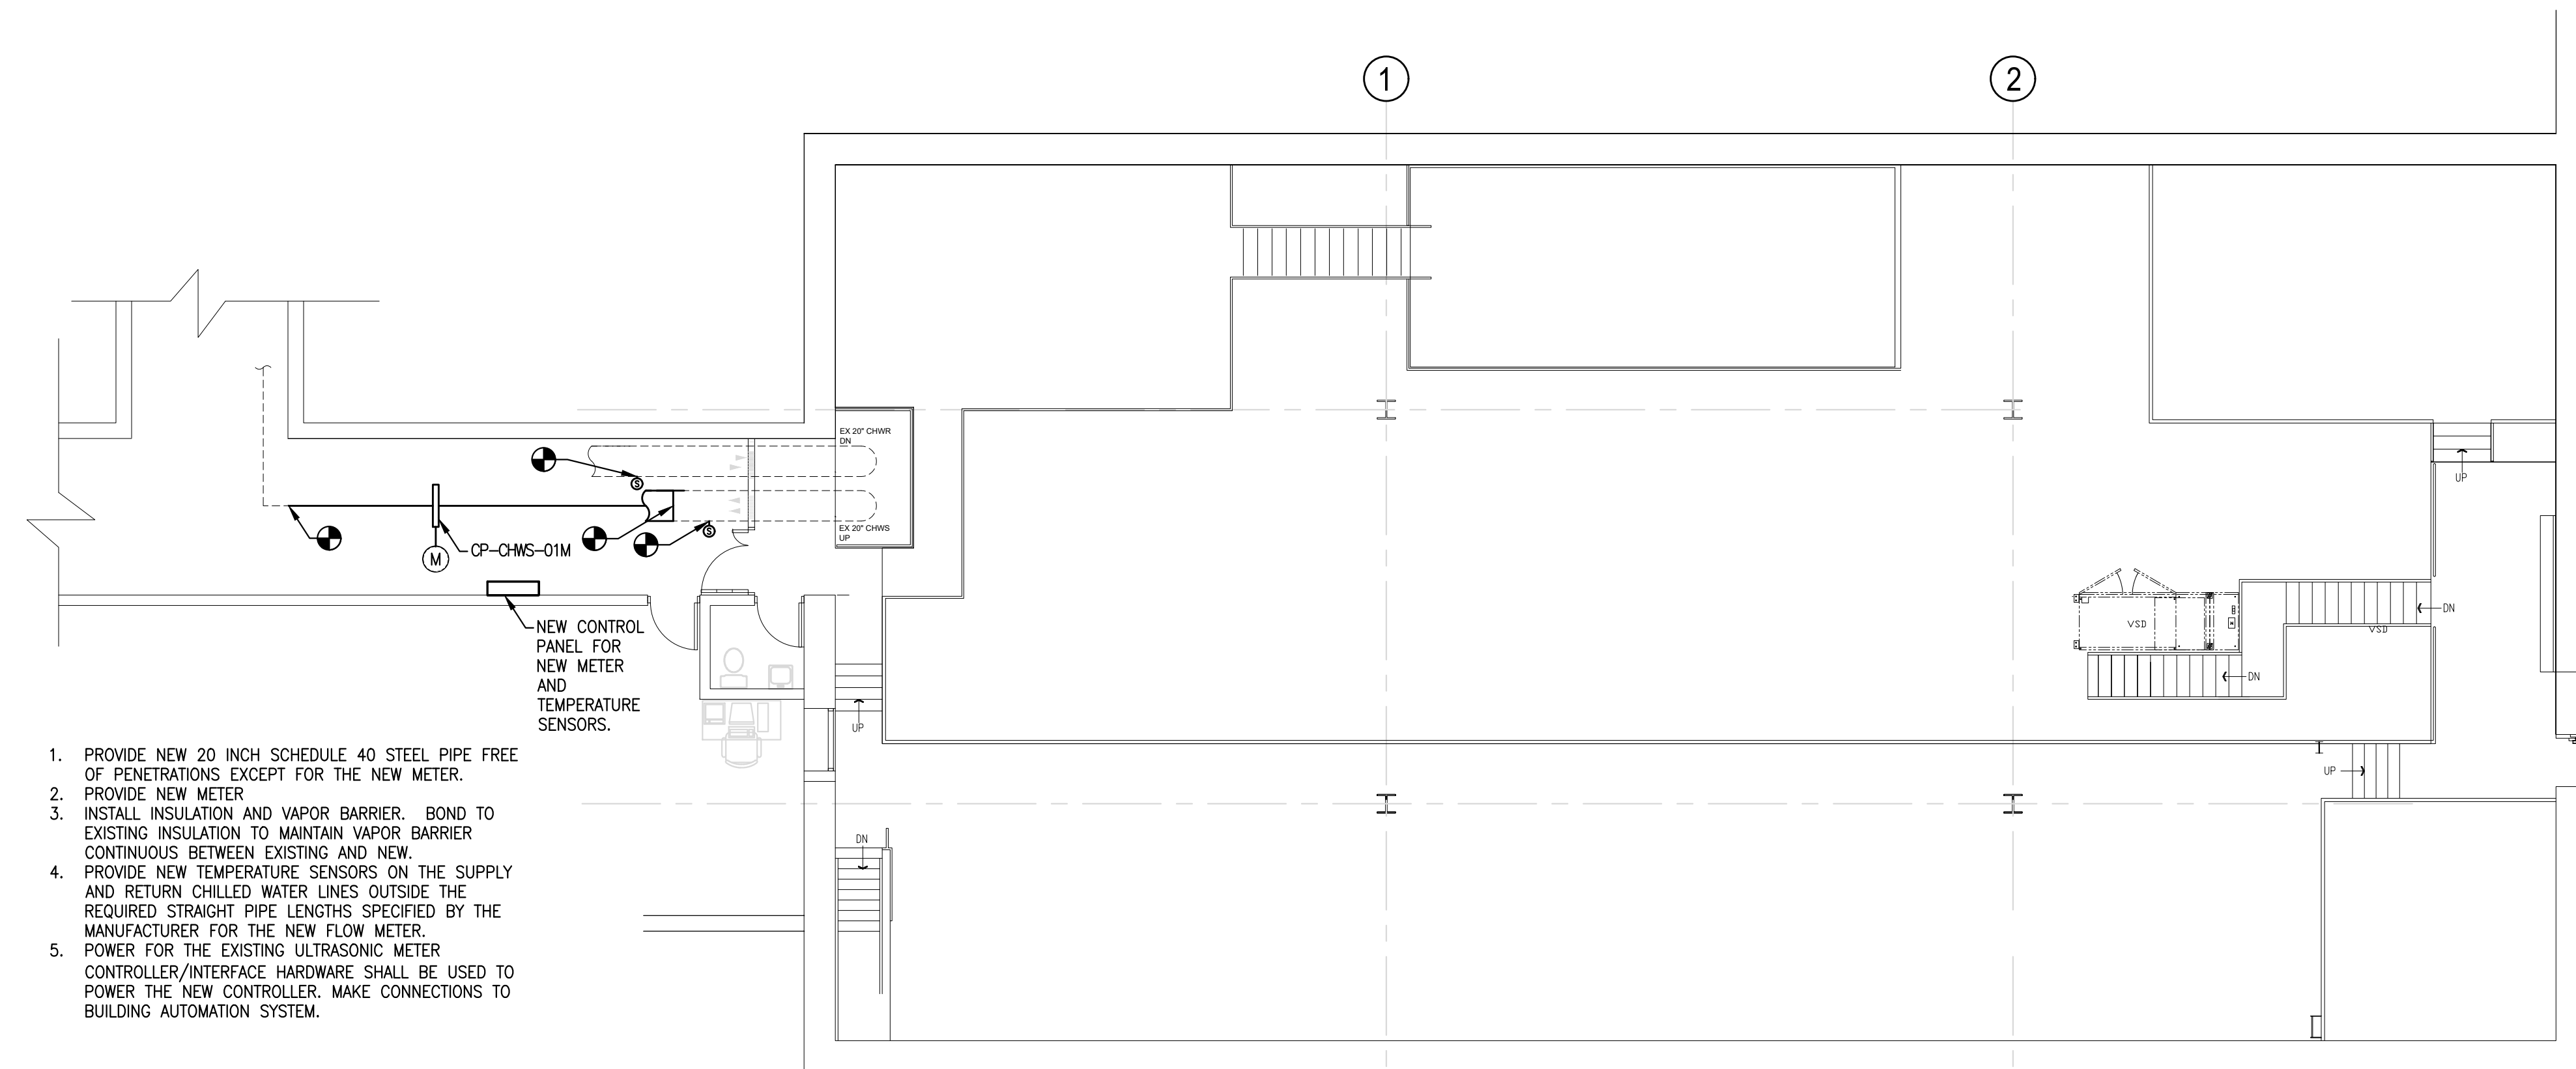 1
2
EX 20" CHWR
DN
EX 20" CHWS
UP
S
S
CP-CHWS-01M
M
NEW CONTROL
PANEL FOR
NEW METER
AND
TEMPERATURE
SENSORS.
UP
VSD
DN
VSD
DN
UP
UP
DN
1. PROVIDE NEW 20 INCH SCHEDULE 40 STEEL PIPE FREE
OF PENETRATIONS EXCEPT FOR THE NEW METER.
2. PROVIDE NEW METER
3. INSTALL INSULATION AND VAPOR BARRIER. BOND TO
EXISTING INSULATION TO MAINTAIN VAPOR BARRIER
CONTINUOUS BETWEEN EXISTING AND NEW.
4. PROVIDE NEW TEMPERATURE SENSORS ON THE SUPPLY
AND RETURN CHILLED WATER LINES OUTSIDE THE
REQUIRED STRAIGHT PIPE LENGTHS SPECIFIED BY THE
MANUFACTURER FOR THE NEW FLOW METER.
5. POWER FOR THE EXISTING ULTRASONIC METER
CONTROLLER/INTERFACE HARDWARE SHALL BE USED TO
POWER THE NEW CONTROLLER. MAKE CONNECTIONS TO
BUILDING AUTOMATION SYSTEM.